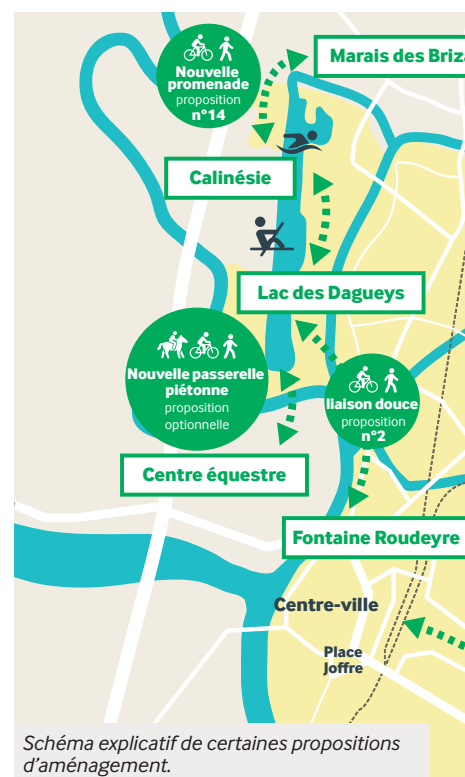 Nouvelle
promenade
proposition
n°14
Marais des Briza
Calinésie
Lac des Dagueys
Nouvelle passerelle
piétonne
proposition
optionnelle
liaison douce
proposition
n°2
Centre équestre
Fontaine Roudeyre
Centre-ville
Place
Joffre
Schéma explicatif de certaines propositions
d'aménagement.